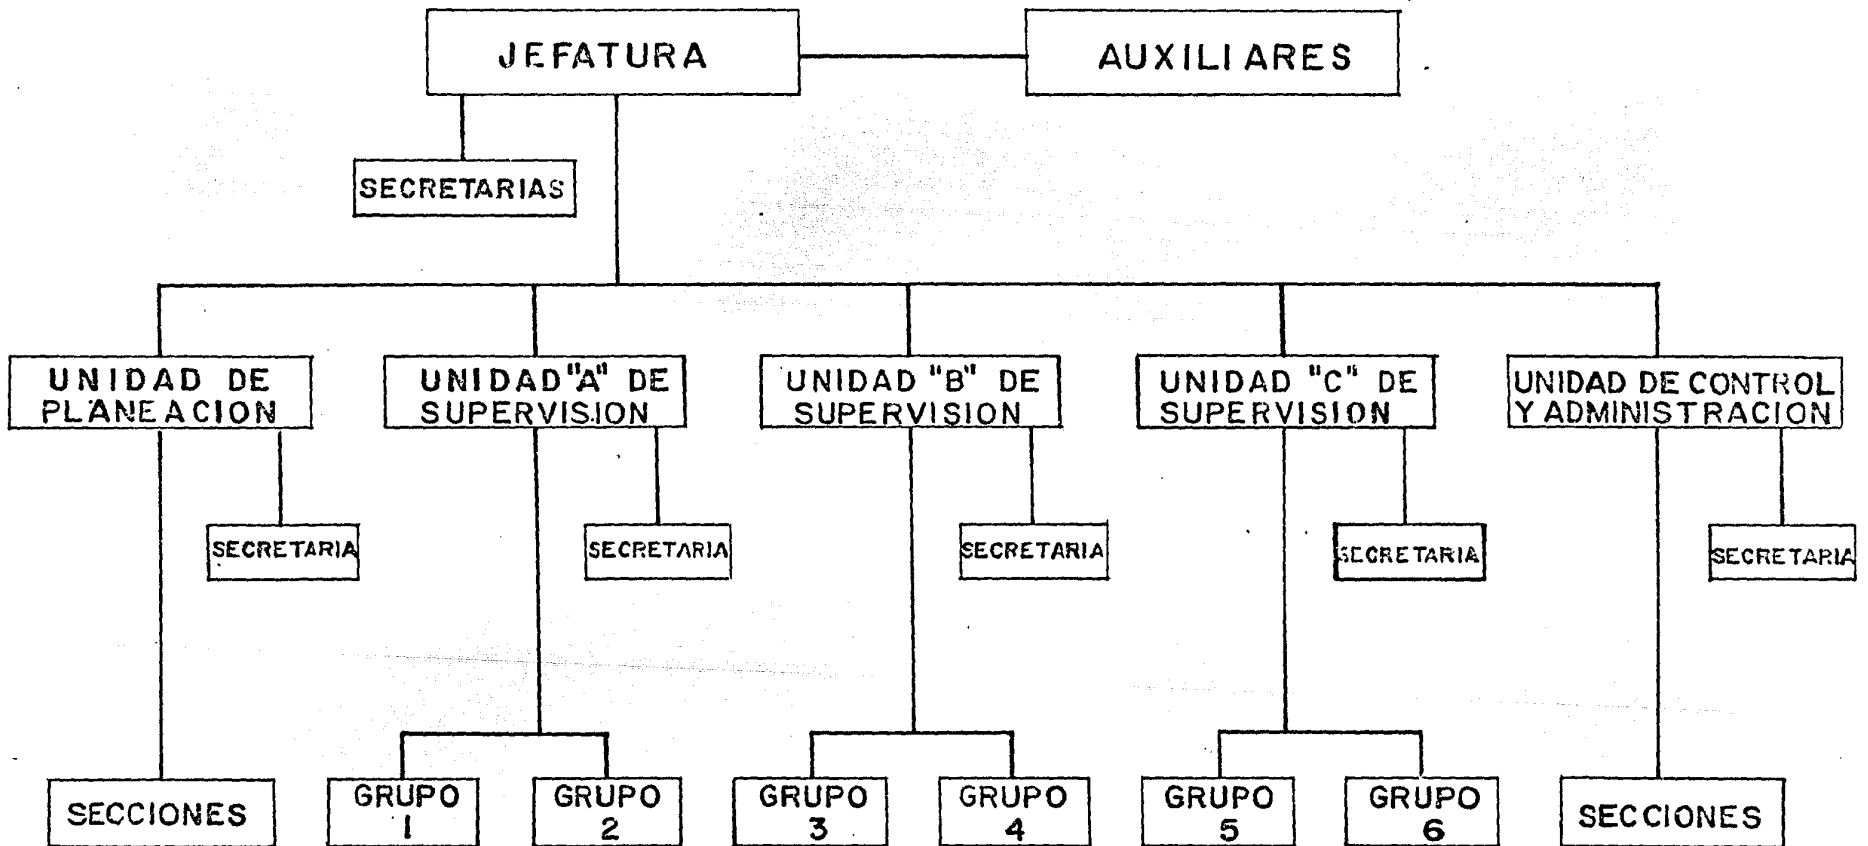 JEFATURA
AUXILIARES
SECRETARIAS
UNIDAD DE
PLANEACION
UNIDAD "A" DE
SUPERVISION
UNIDAD "B" DE
SUPERVISION
UNIDAD "C" DE
SUPERVISION
UNIDAD DE CONTROL
Y ADMINISTRACION
SECRETARIA
SECRETARIA
SECRETARIA
SECRETARIA
SECRETARIA
SECCIONES
GRUPO
1
GRUPO
2
GRUPO
3
GRUPO
4
GRUPO
5
GRUPO
6
SECCIONES